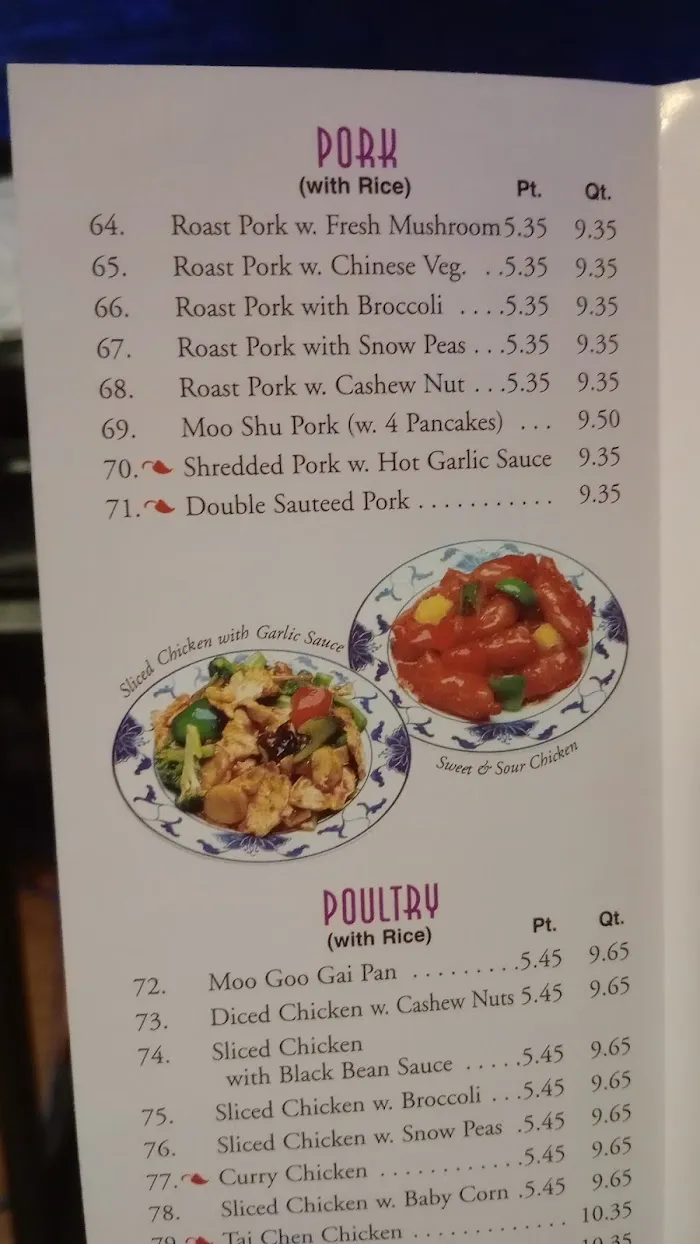 PORK
(with Rice) Pt. Qt.
64. Roast Pork w. Fresh Mushroom 5.35 9.35
65. Roast Pork w. Chinese Veg. . .5.35 9.35
66. Roast Pork with Broccoli . . . .5.35 9.35
67. Roast Pork with Snow Peas . . .5.35 9.35
68. Roast Pork w. Cashew Nut . . .5.35 9.35
69. Moo Shu Pork (w. 4 Pancakes) . . . 9.50
70. Shredded Pork w. Hot Garlic Sauce 9.35
71. Double Sauteed Pork . . . . . . . . . . . 9.35
Sliced Chicken with Garlic Sauce
Sweet & Sour Chicken
POULTRY
(with Rice) Pt. Qt.
72. Moo Goo Gai Pan . . . . . . . . .5.45 9.65
73. Diced Chicken w. Cashew Nuts 5.45 9.65
74. Sliced Chicken
with Black Bean Sauce . . . . .5.45 9.65
75. Sliced Chicken w. Broccoli . . .5.45 9.65
76. Sliced Chicken w. Snow Peas .5.45 9.65
77. Curry Chicken . . . . . . . . . . . .5.45 9.65
78. Sliced Chicken w. Baby Corn .5.45 9.65
79. Tai Chen Chicken . . . . . . . . . . . . 10.35
10.35